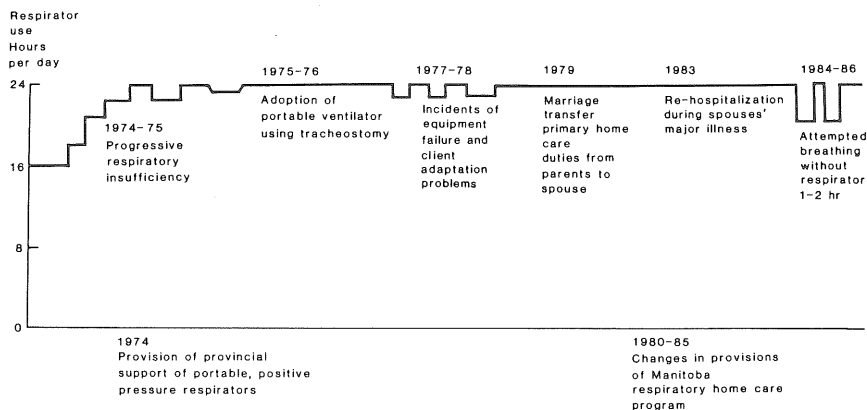 Respirator
use
Hours
per day
24
16
8
0
1974-75
Progressive
respiratory
insufficiency
1975-76
Adoption of
portable ventilator
using tracheostomy
1977-78
Incidents of
equipment
failure and
client
adaptation
problems
1979
Marriage
transfer
primary home
care
duties from
parents to
spouse
1983
Re-hospitalization
during spouses'
major illness
1984-86
Attempted
breathing
without
respirator
1-2 hr
1974
Provision of provincial
support of portable, positive
pressure respirators
1980-85
Changes in provisions
of Manitoba
respiratory home care
program